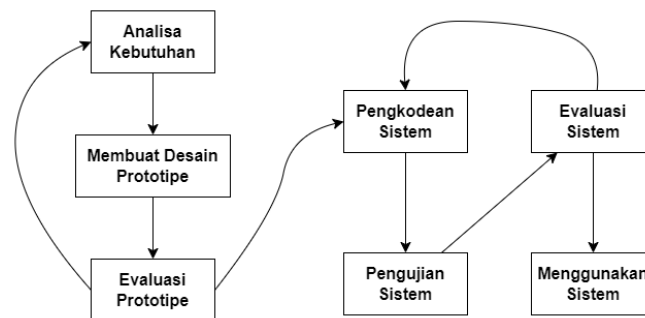 Analisa
Kebutuhan
Membuat Desain
Prototipe
Evaluasi
Prototipe
Pengkodean
Sistem
Pengujian
Sistem
Evaluasi
Sistem
Menggunakan
Sistem